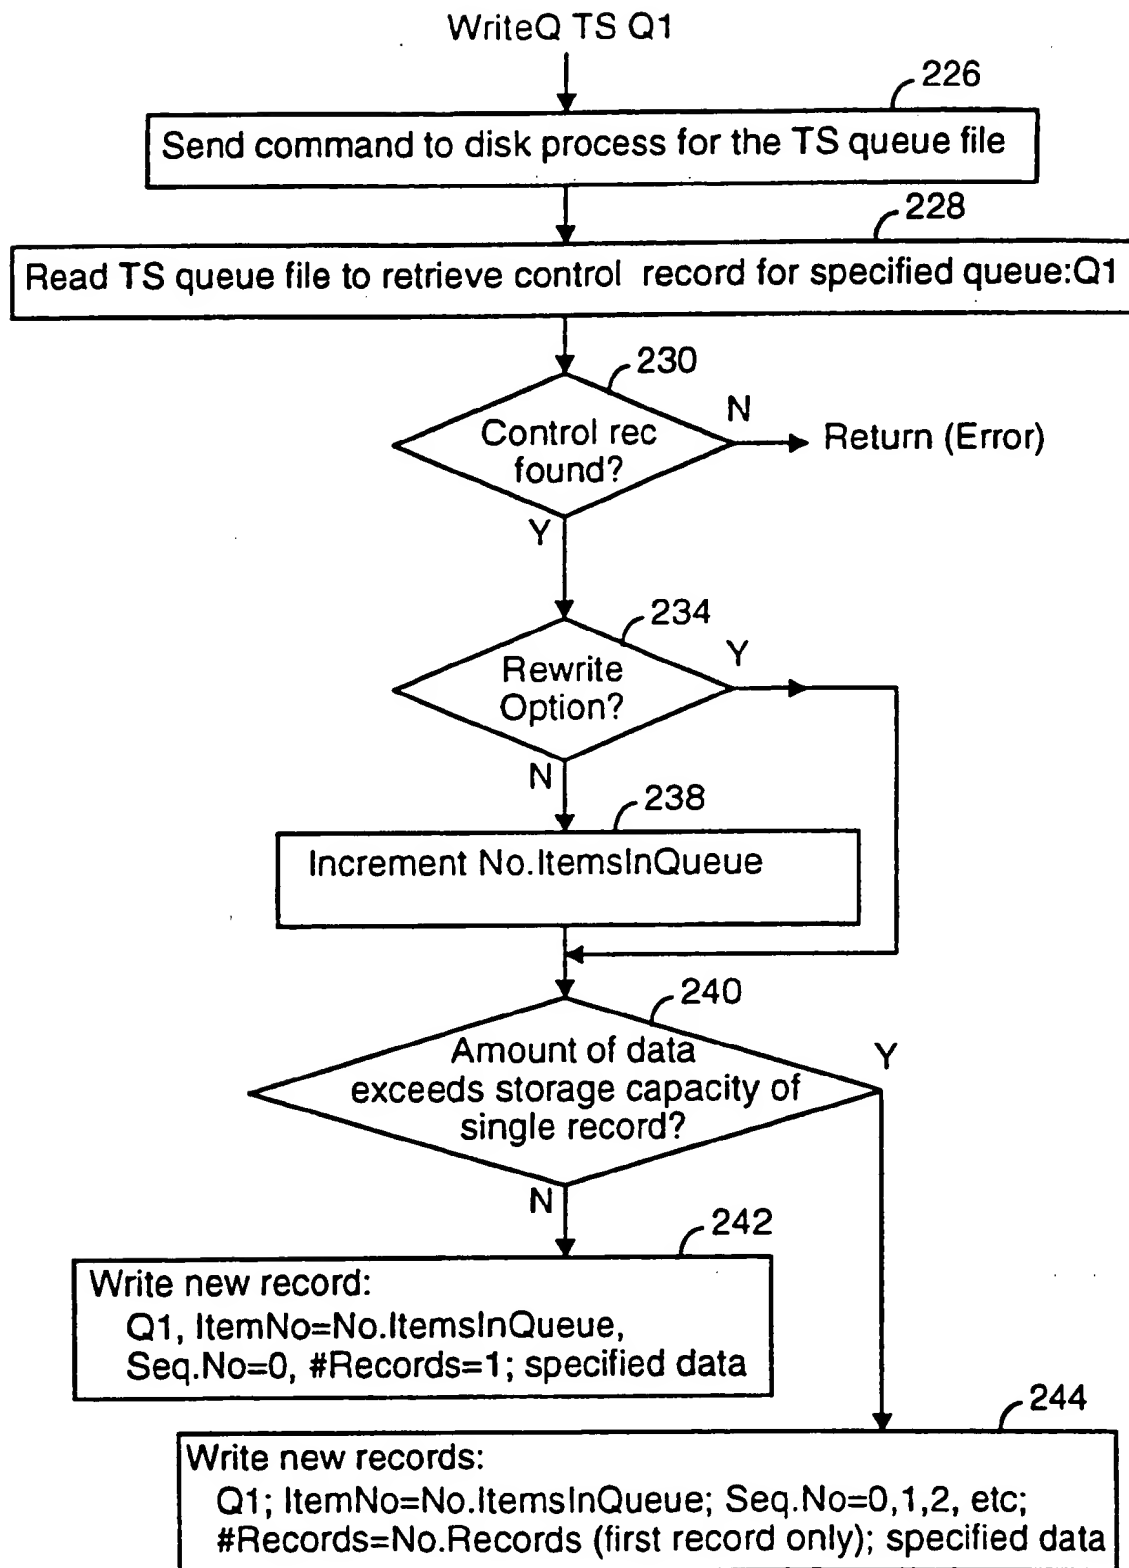 WriteQ TS Q1
226
Send command to disk process for the TS queue file
228
Read TS queue file to retrieve control record for specified queue:Q1
230
Control rec
found?
N
Return (Error)
Y
234
Rewrite
Option?
Y
N
238
Increment No.ItemsInQueue
240
Amount of data
exceeds storage capacity of
single record?
Y
N
242
Write new record:
Q1, ItemNo=No.ItemsInQueue,
Seq.No=0, #Records=1; specified data
244
Write new records:
Q1; ItemNo=No.ItemsInQueue; Seq.No=0,1,2, etc;
#Records=No.Records (first record only); specified data